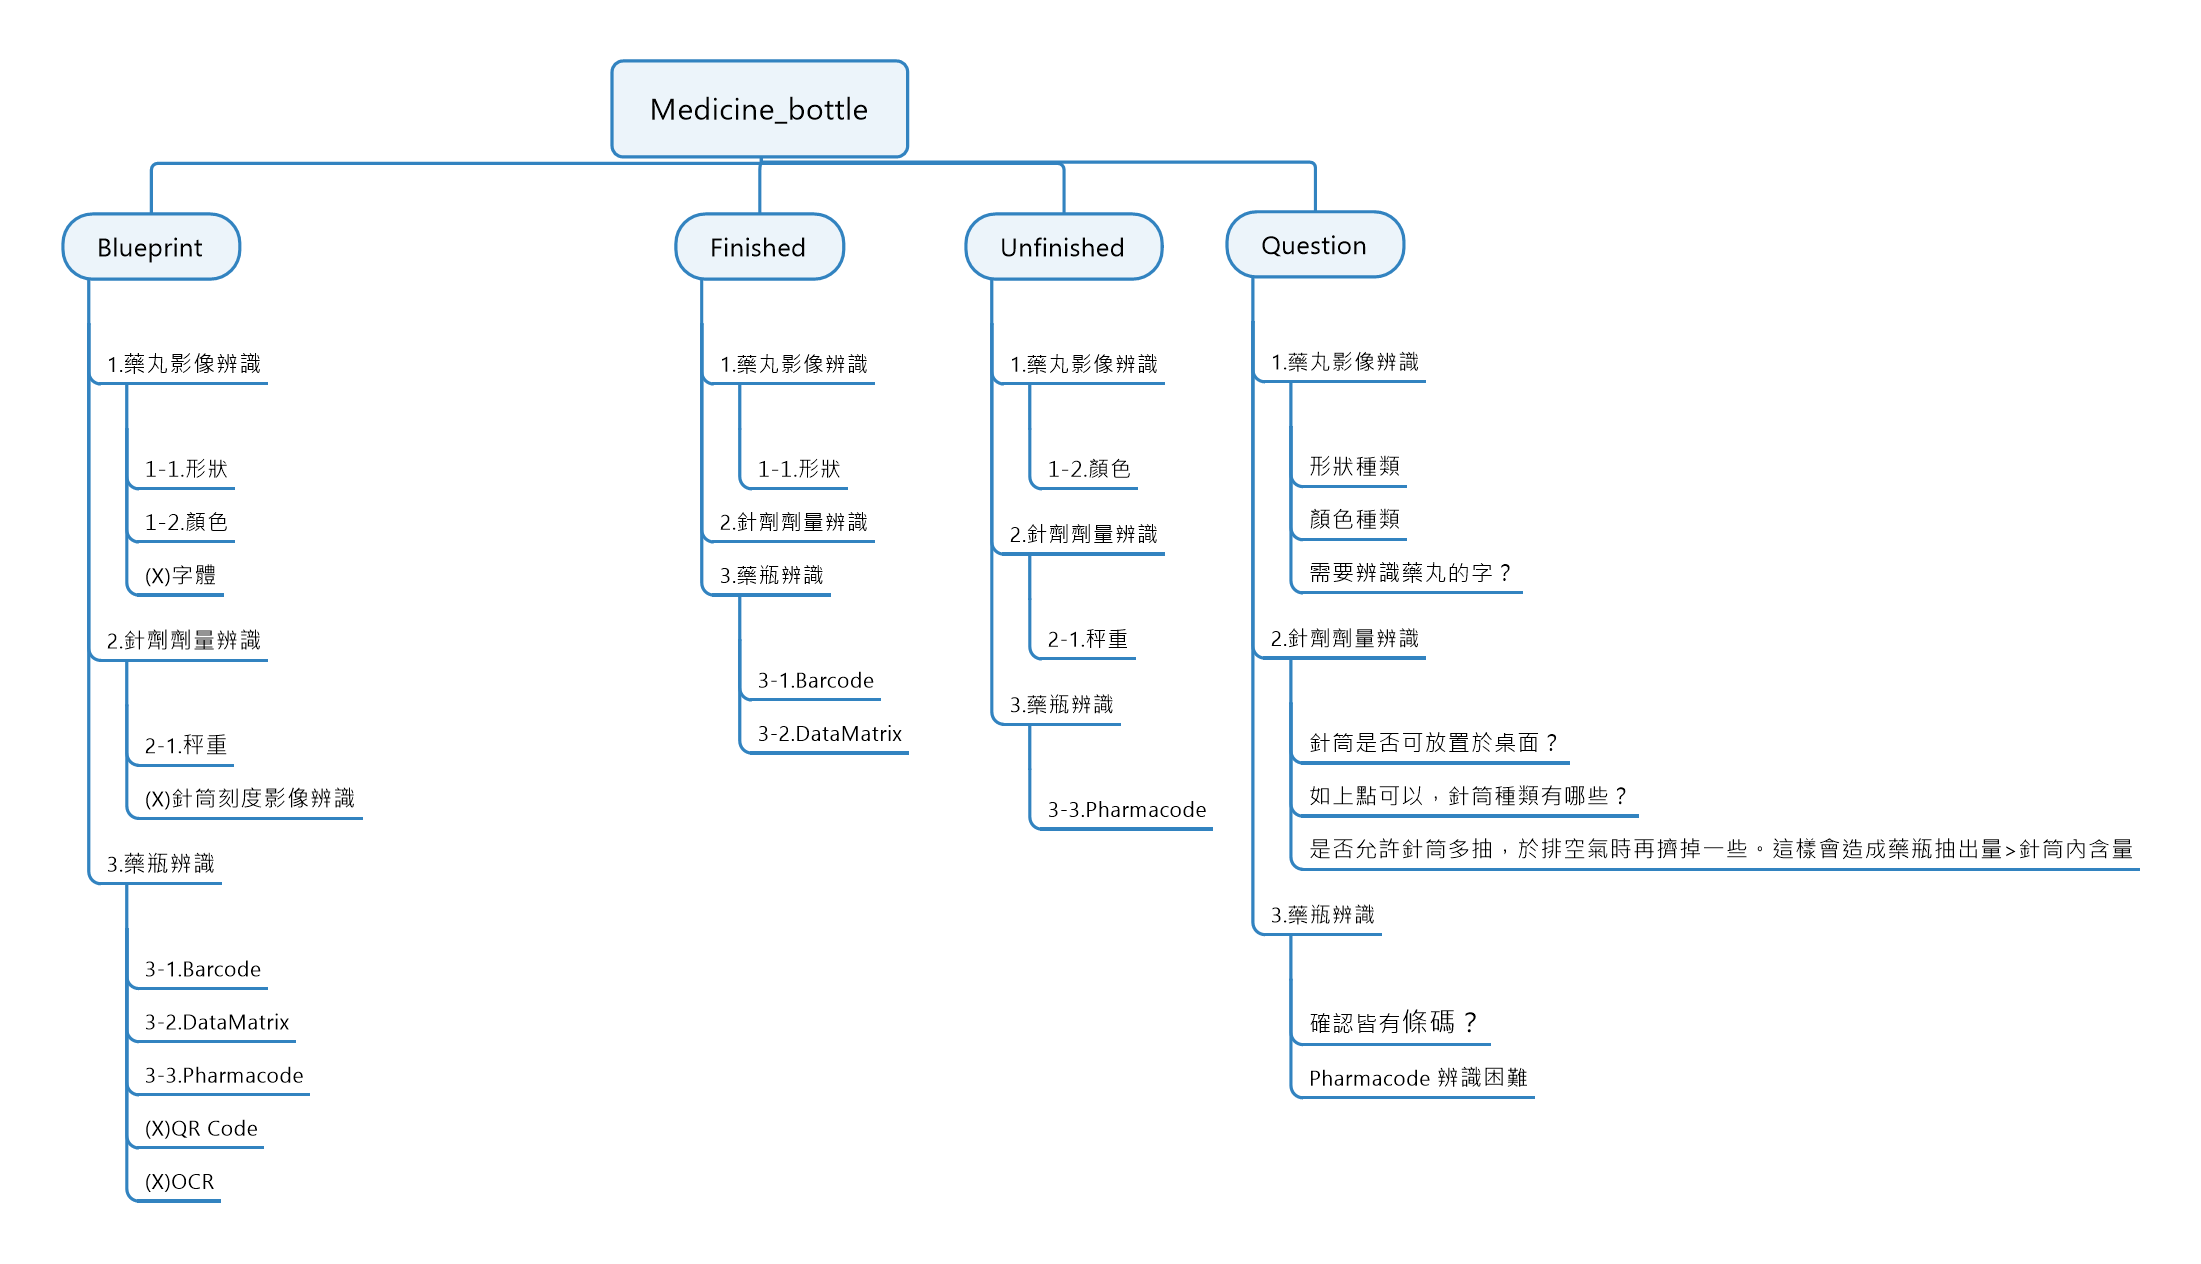 Medicine_bottle
Blueprint
1.藥丸影像辨識
1-1.形狀
1-2.顏色
(X)字體
2.針劑劑量辨識
2-1.秤重
(X)針筒刻度影像辨識
3.藥瓶辨識
3-1.Barcode
3-2.DataMatrix
3-3.Pharmacode
(X)QR Code
(X)OCR
Finished
1.藥丸影像辨識
1-1.形狀
2.針劑劑量辨識
3.藥瓶辨識
3-1.Barcode
3-2.DataMatrix
Unfinished
1.藥丸影像辨識
1-2.顏色
2.針劑劑量辨識
2-1.秤重
3.藥瓶辨識
3-3.Pharmacode
Question
1.藥丸影像辨識
形狀種類
顏色種類
需要辨識藥丸的字？
2.針劑劑量辨識
針筒是否可放置於桌面？
如上點可以，針筒種類有哪些？
是否允許針筒多抽，於排空氣時再擠掉一些。這樣會造成藥瓶抽出量>針筒內含量
3.藥瓶辨識
確認皆有條碼？
Pharmacode 辨識困難